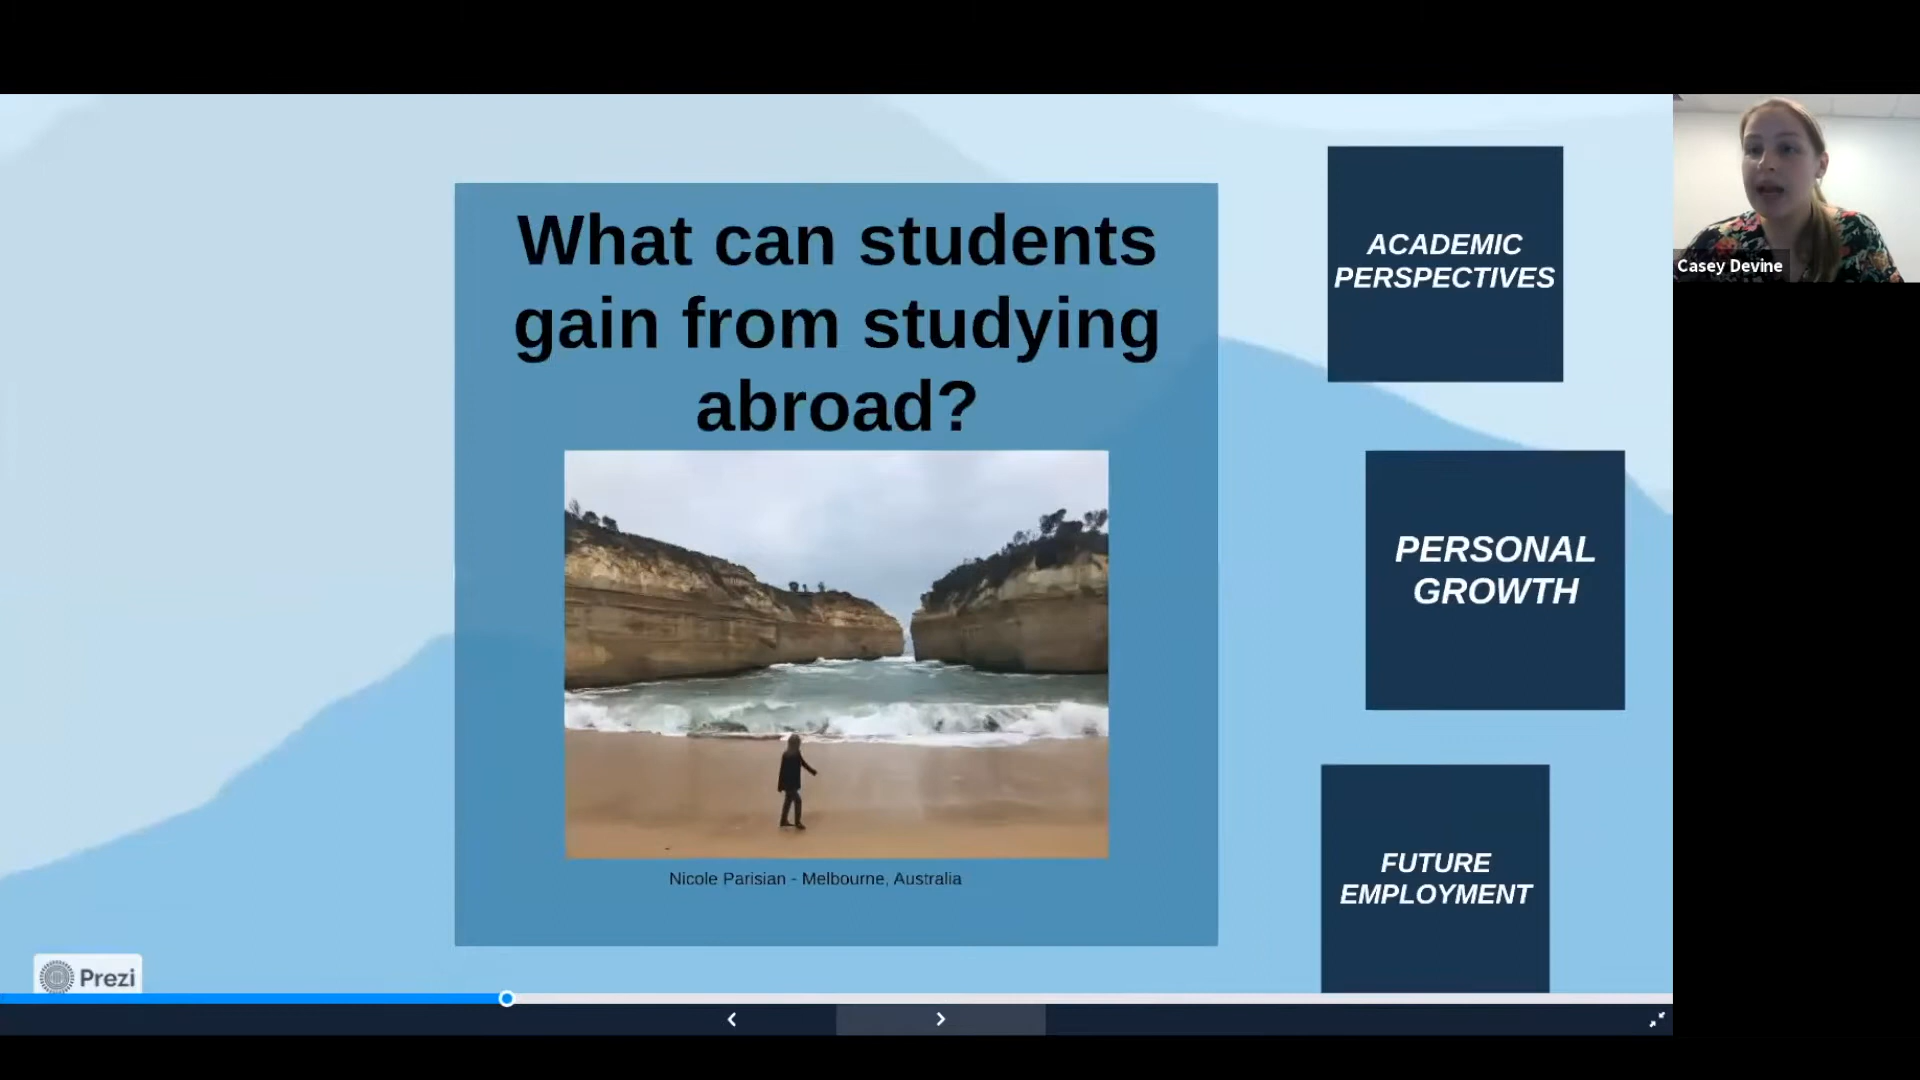 What can students
gain from studying
abroad?
Nicole Parisian - Melbourne, Australia
ACADEMIC
PERSPECTIVES
PERSONAL
GROWTH
FUTURE
EMPLOYMENT
Casey Devine
Prezi